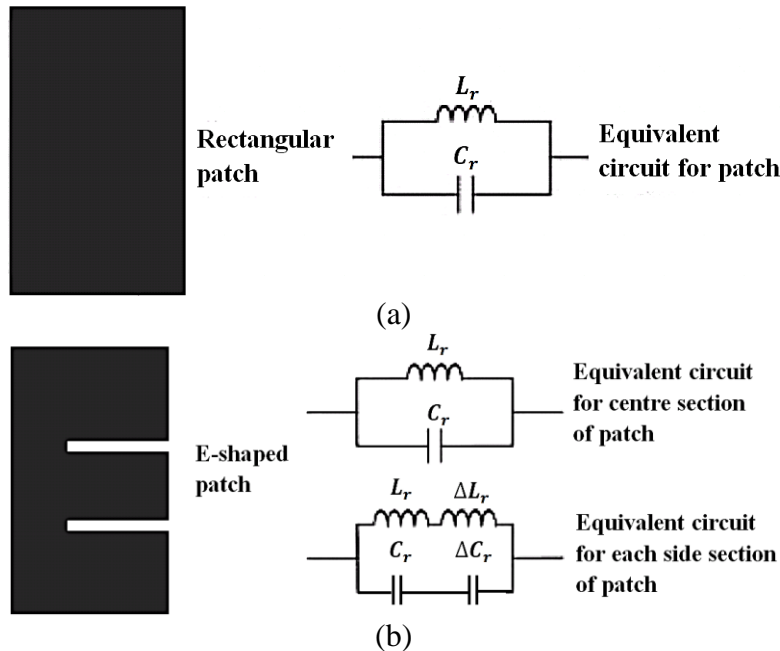 Rectangular
patch
L_r
C_r
Equivalent
circuit for patch
(a)
E-shaped
patch
L_r
C_r
Equivalent circuit
for centre section
of patch
L_r ΔL_r
C_r ΔC_r
Equivalent circuit
for each side section
of patch
(b)